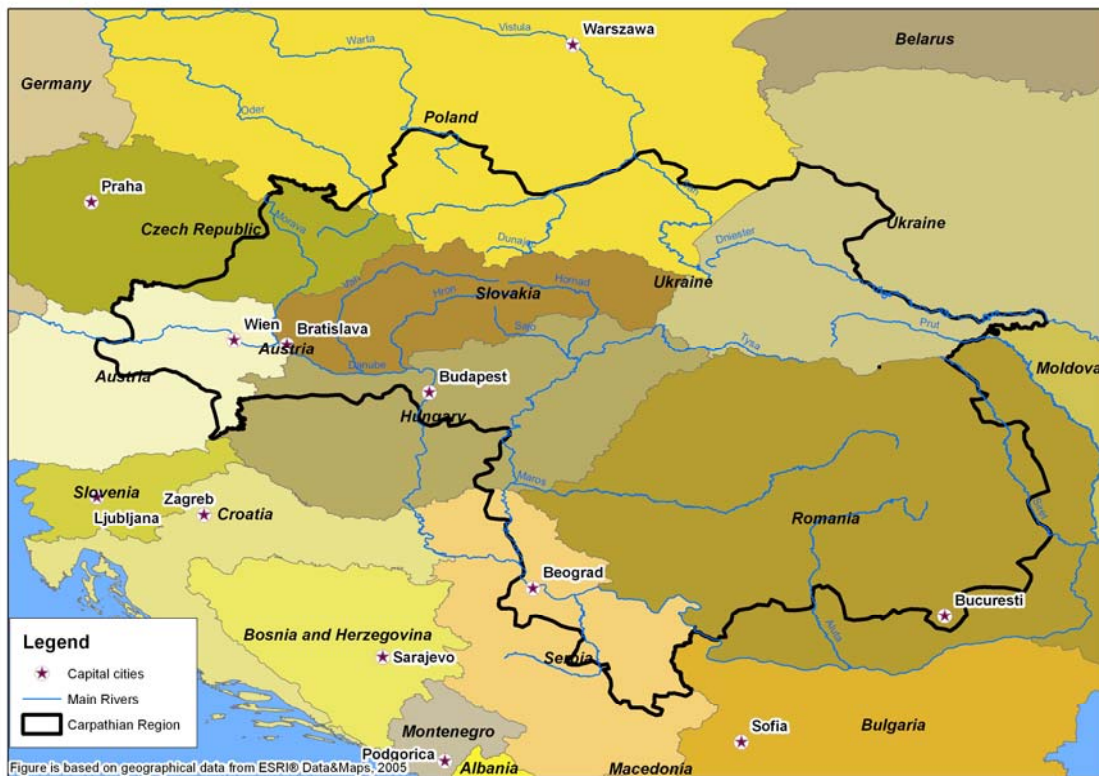 Warszawa
Belarus
Vistula
Warta
Germany
Oder
Poland
Praha
San
Czech Republic
Morava
Ukraine
Dniester
Dunajec
Ukraine
Vah
Hornad
Hron
Slovakia
Prut
Wien
Bratislava
Sajo
Tysa
Austria
Danube
Moldova
Austria
Budapest
Hungary
Maros
Slovenia
Zagreb
Siret
Ljubljana
Croatia
Romania
Beograd
Bucuresti
Aluta
Bosnia and Herzegovina
Sarajevo
Serbia
Legend
Capital cities
Main Rivers
Carpathian Region
Montenegro
Sofia
Bulgaria
Podgorica
Albania
Macedonia
Figure is based on geographical data from ESRI® Data&Maps, 2005